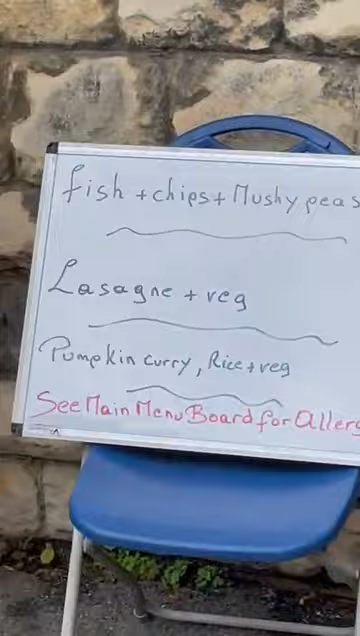 fish + chips + Mushy peas
Lasagne + veg
Pumpkin curry, Rice + veg
See Main Menu Board for